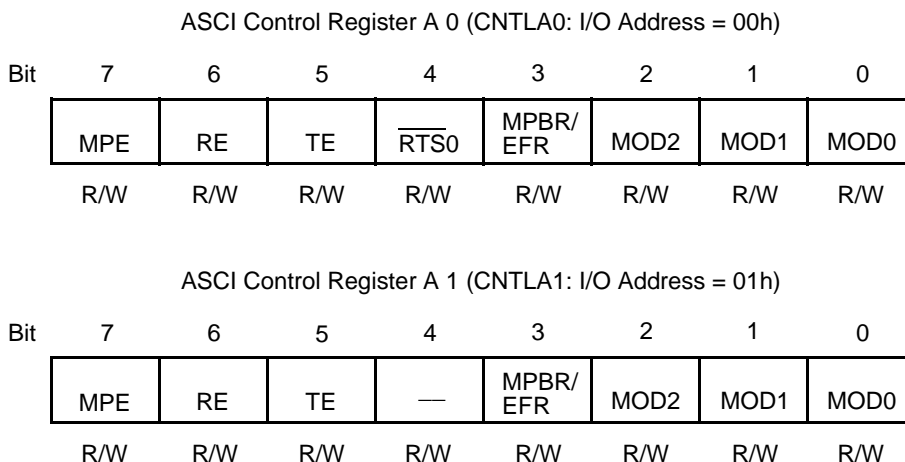 ASCI Control Register A 0 (CNTLA0: I/O Address = 00h)
Bit 7 6 5 4 3 2 1 0
MPE RE TE R̅T̅S̅0 MPBR/
EFR MOD2 MOD1 MOD0
R/W R/W R/W R/W R/W R/W R/W R/W
ASCI Control Register A 1 (CNTLA1: I/O Address = 01h)
Bit 7 6 5 4 3 2 1 0
MPE RE TE — MPBR/
EFR MOD2 MOD1 MOD0
R/W R/W R/W R/W R/W R/W R/W R/W